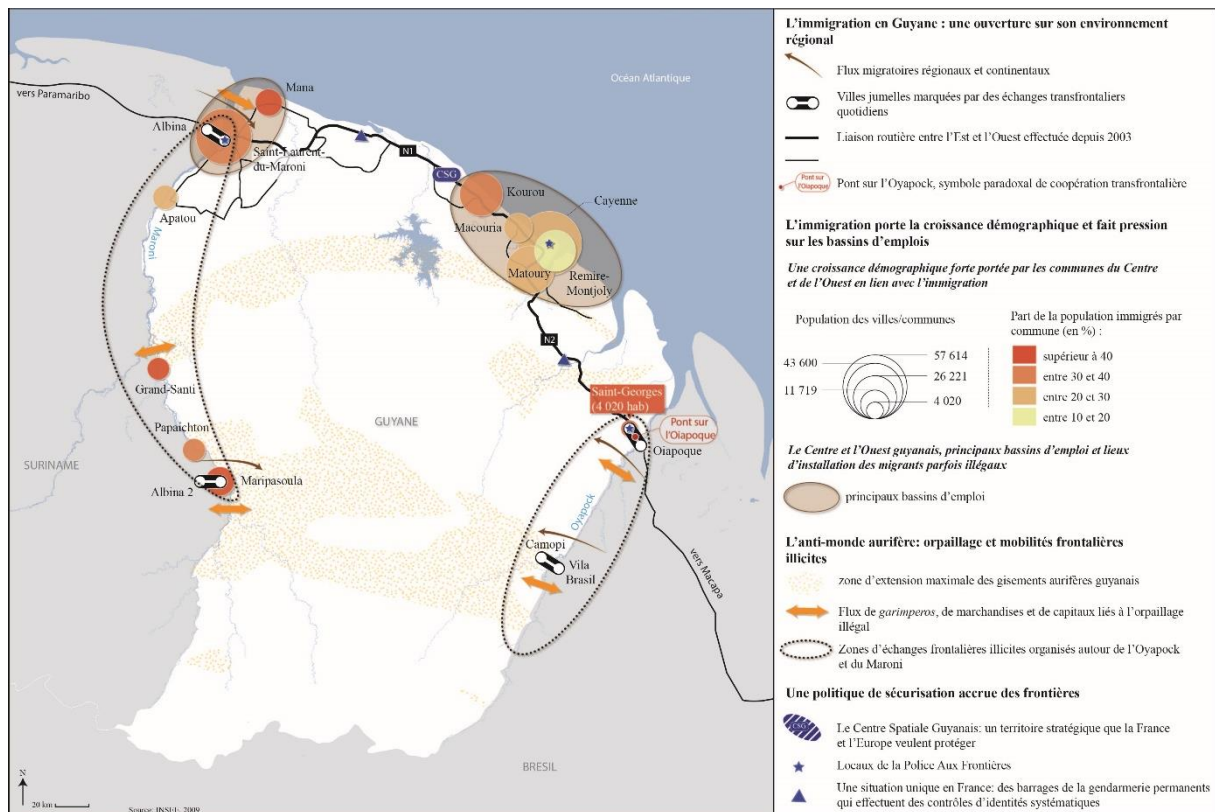 Océan Atlantique
vers Paramaribo
Mana
Albina
Saint-Laurent-
du-Maroni
N1
CSG
Kourou
Cayenne
Apatou
Macouria
Maroni
Matoury
Remire-
Montjoly
N2
Grand-Santi
Saint-Georges
(4 020 hab)
Pont sur
l'Oiapoque
GUYANE
Papaichton
Oiapoque
SURINAME
Albina 2
Maripasoula
Oyapock
Camopi
Vila
Brasil
vers Macapa
BRESIL
N
20 km
Source: INSEE, 2009
L'immigration en Guyane : une ouverture sur son environnement
régional
Flux migratoires régionaux et continentaux
Villes jumelles marquées par des échanges transfrontaliers
quotidiens
Liaison routière entre l'Est et l'Ouest effectuée depuis 2003
Pont sur
l'Oiapoque
Pont sur l'Oyapock, symbole paradoxal de coopération transfrontalière
L'immigration porte la croissance démographique et fait pression
sur les bassins d'emplois
Une croissance démographique forte portée par les communes du Centre
et de l'Ouest en lien avec l'immigration
Population des villes/communes
43 600
11 719
57 614
26 221
4 020
Part de la population immigrés par
commune (en %) :
supérieur à 40
entre 30 et 40
entre 20 et 30
entre 10 et 20
Le Centre et l'Ouest guyanais, principaux bassins d'emploi et lieux
d'installation des migrants parfois illégaux
principaux bassins d'emploi
L'anti-monde aurifère: orpaillage et mobilités frontalières
illicites
zone d'extension maximale des gisements aurifères guyanais
Flux de garimperos, de marchandises et de capitaux liés à l'orpaillage
illégal
Zones d'échanges frontalières illicites organisés autour de l'Oyapock
et du Maroni
Une politique de sécurisation accrue des frontières
CSG
Le Centre Spatiale Guyanais: un territoire stratégique que la France
et l'Europe veulent protéger
Locaux de la Police Aux Frontières
Une situation unique en France: des barrages de la gendarmerie permanents
qui effectuent des contrôles d'identités systématiques